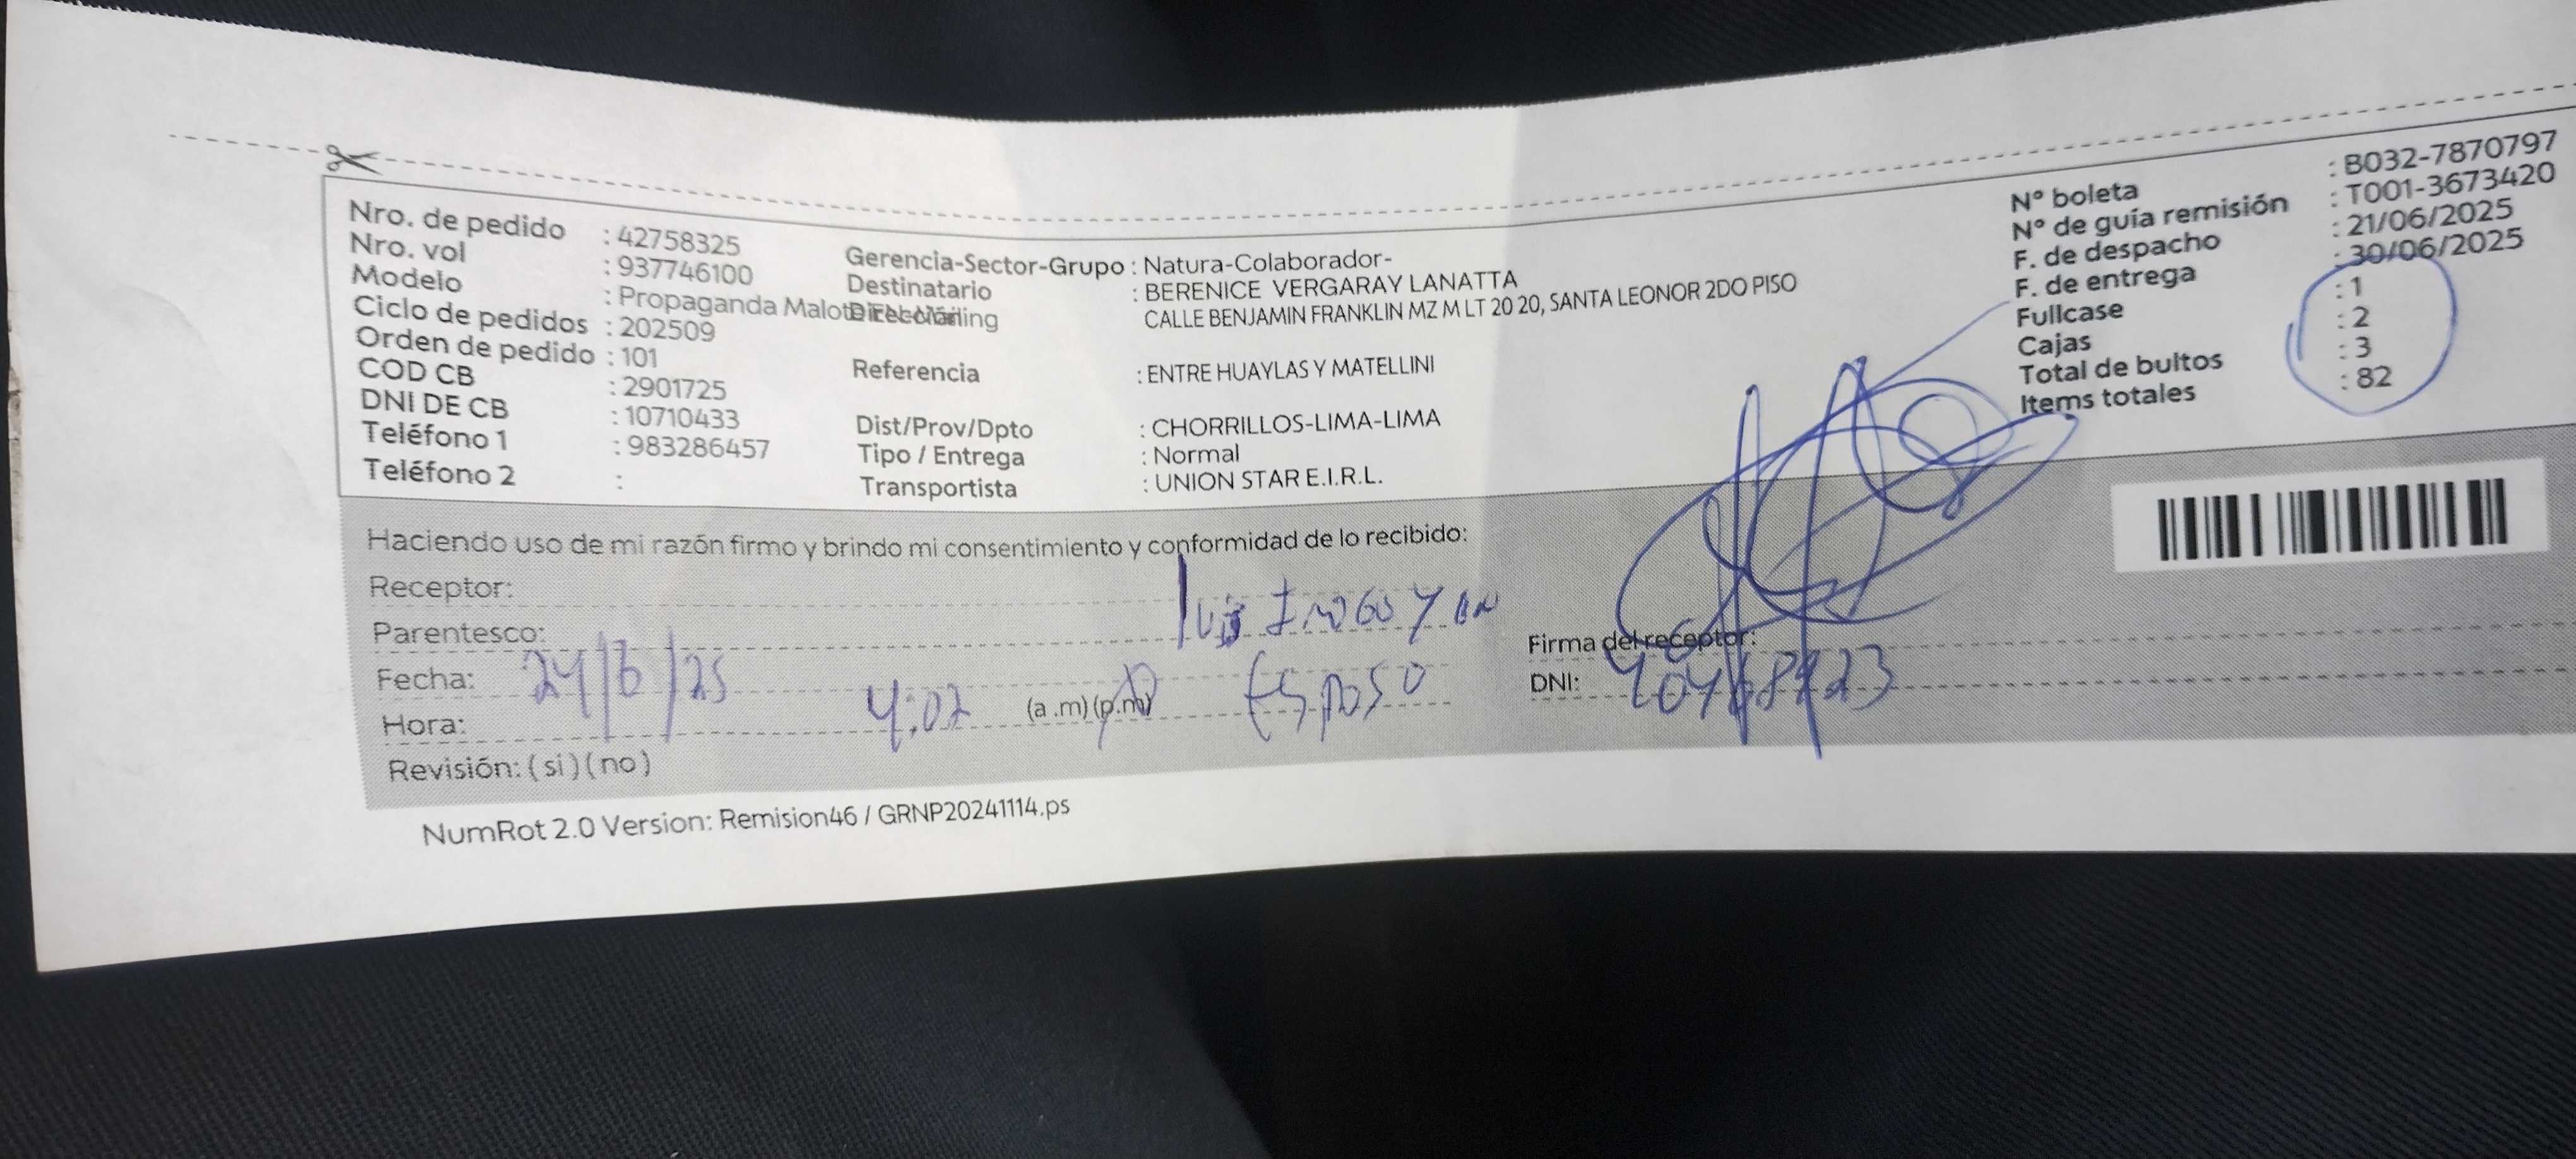 Nro. de pedido : 42758325
Nro. vol : 937746100
Modelo : Propaganda
Ciclo de pedidos : 202509
Orden de pedido : 101
COD CB : 2901725
DNI DE CB : 10710433
Teléfono 1 : 983286457
Teléfono 2 :
Gerencia-Sector-Grupo : Natura-Colaborador-
Destinatario : BERENICE VERGARAY LANATTA
Dirección : CALLE BENJAMIN FRANKLIN MZ M LT 20 20, SANTA LEONOR 2DO PISO
Referencia : ENTRE HUAYLAS Y MATELLINI
Dist/Prov/Dpto : CHORRILLOS-LIMA-LIMA
Tipo / Entrega : Normal
Transportista : UNION STAR E.I.R.L.
N° boleta : B032-7870797
N° de guía remisión : T001-3673420
F. de despacho : 21/06/2025
F. de entrega : 30/06/2025
Fullcase : 1
Cajas : 2
Total de bultos : 3
Items totales : 82
Haciendo uso de mi razón firmo y brindo mi consentimiento y conformidad de lo recibido:
Receptor: Luis
Parentesco: Esposo
Fecha: 24/6/25
Hora: 4:02 (a .m) (p.m)
Revisión: ( si ) ( no )
Firma del receptor:
DNI:
NumRot 2.0 Version: Remision46 / GRNP20241114.ps